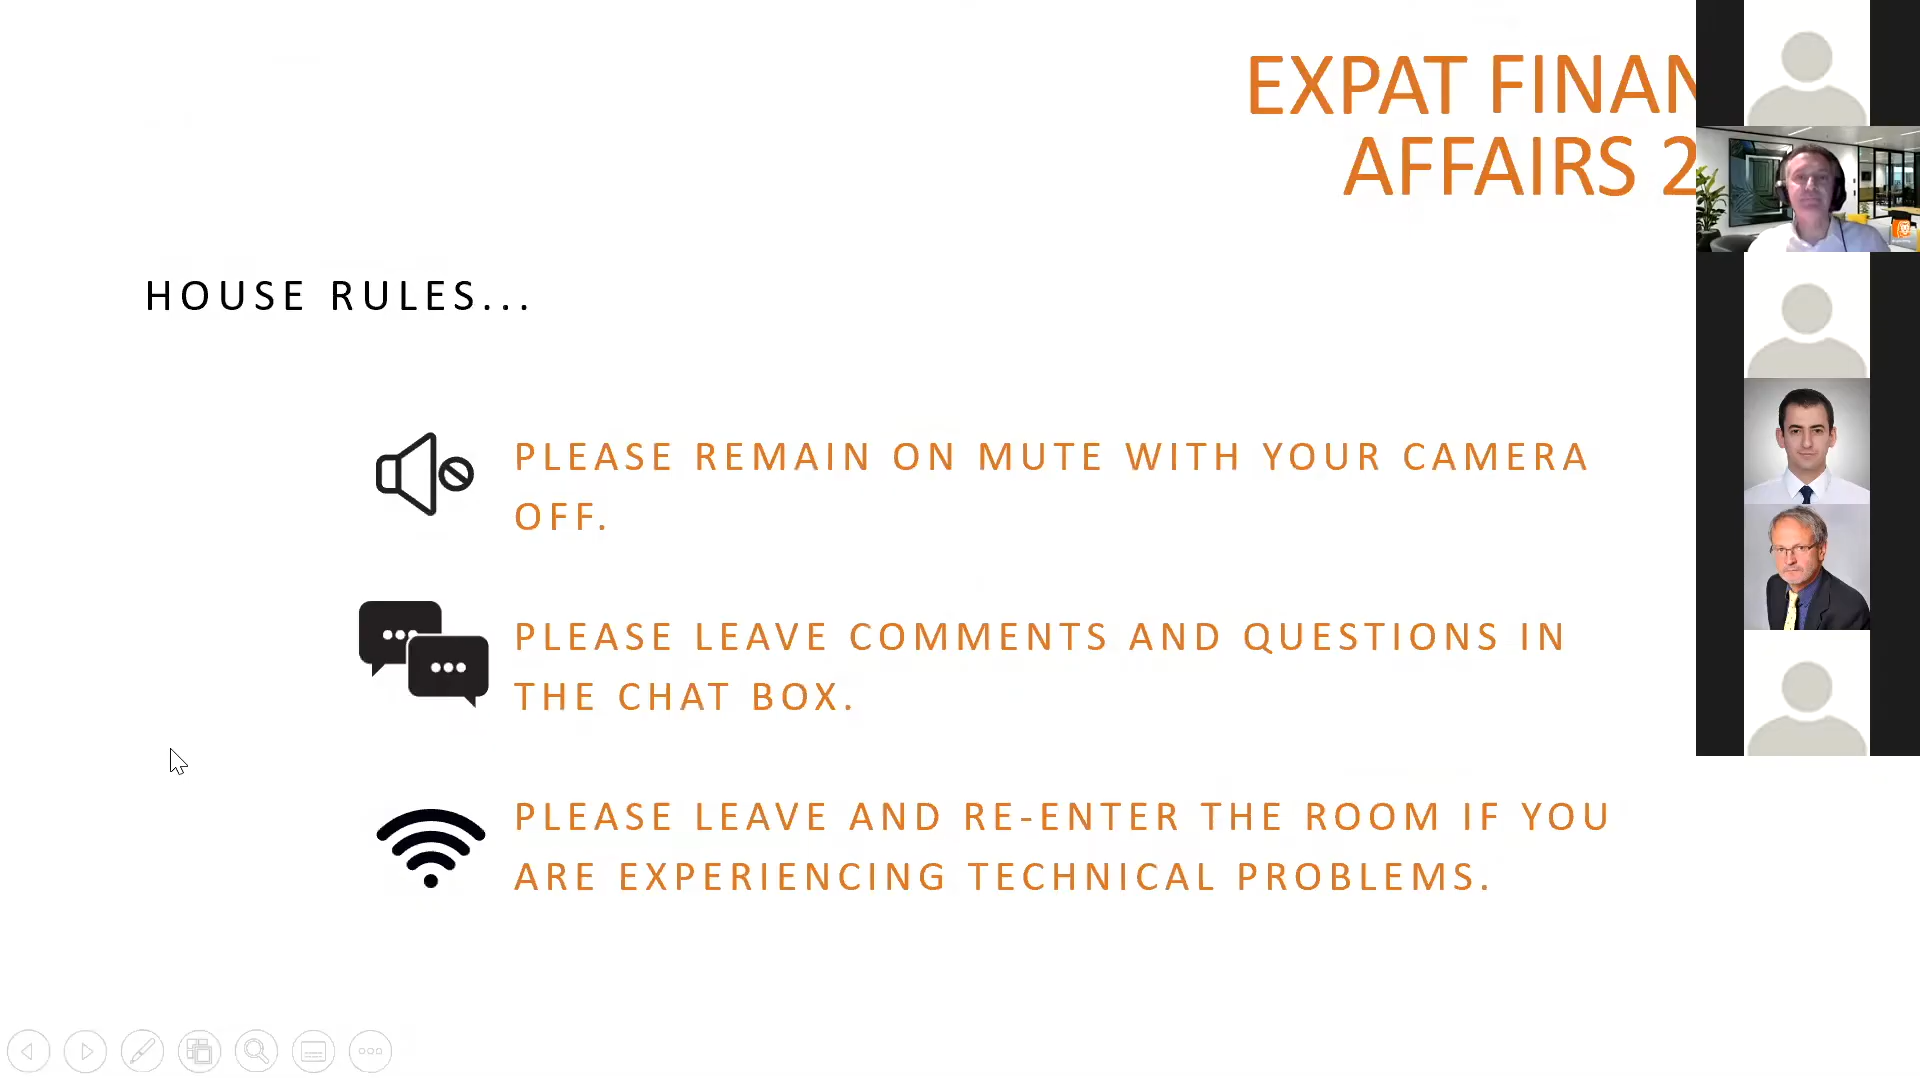 EXPAT FINAN
AFFAIRS 2
HOUSE RULES...
PLEASE REMAIN ON MUTE WITH YOUR CAMERA
OFF.
PLEASE LEAVE COMMENTS AND QUESTIONS IN
THE CHAT BOX.
PLEASE LEAVE AND RE-ENTER THE ROOM IF YOU
ARE EXPERIENCING TECHNICAL PROBLEMS.